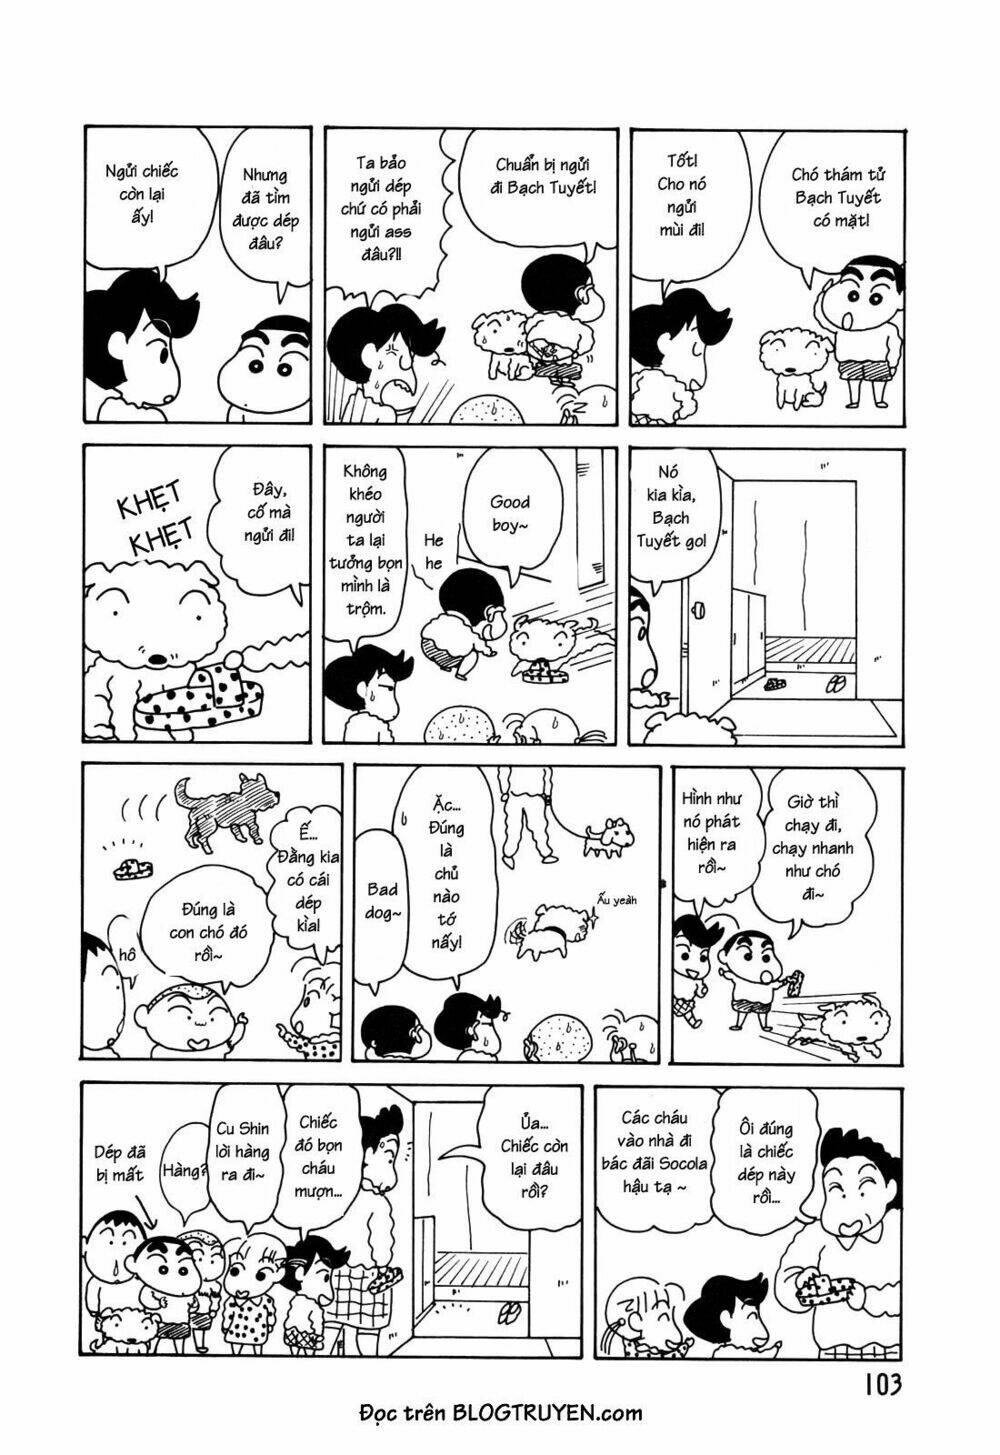 Chó thám tử
Bạch Tuyết
có mặt!
Tốt!
Cho nó
ngửi
mùi đi!
Chuẩn bị ngửi
đi Bạch Tuyết!
Ta bảo
ngửi dép
chứ có phải
ngửi ass
đâu?!!
Nhưng
đã tìm
được dép
đâu?
Ngửi chiếc
còn lại
ấy!
Nó
kia kìa,
Bạch
Tuyết go!
Good
boy~
He
he
Không
khéo
người
ta lại
tưởng bọn
mình là
trộm.
Đây,
cố mà
ngửi đi!
KHẸT
KHẸT
Giờ thì
chạy đi,
chạy nhanh
như chó
đi~
Hình như
nó phát
hiện ra
rồi~
Ấu yeàh
Ặc...
Đúng
là
chủ
nào
tớ
nấy!
Bad
dog~
Ế...
Đằng kia
có cái
dép
kìa!
Đúng là
con chó đó
rồi~
hô
Ôi đúng
là chiếc
dép này
rồi...
Các cháu
vào nhà đi
bác đãi Socola
hậu tạ ~
Ủa...
Chiếc còn
lại đâu
rồi?
Chiếc
đó bọn
cháu
mượn...
Cu Shin
lời hàng
ra đi~
Hàng?
Dép đã
bị mất
103
Đọc trên BLOGTRUYEN.com